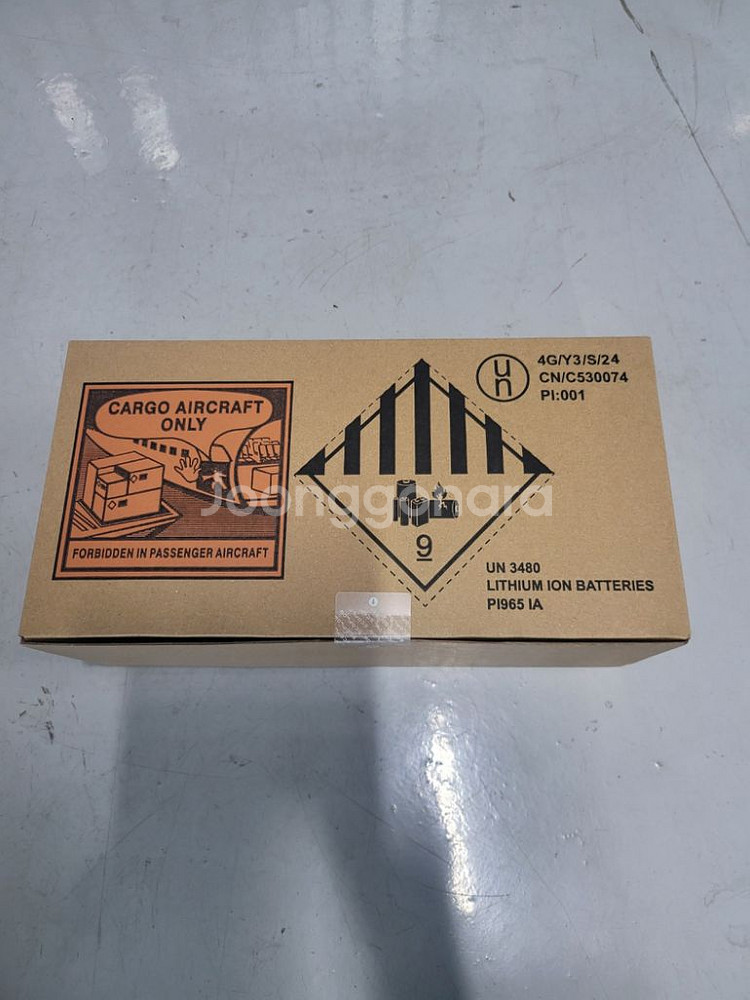 CARGO AIRCRAFT
ONLY
FORBIDDEN IN PASSENGER AIRCRAFT
9
un
4G/Y3/S/24
CN/C530074
PI:001
UN 3480
LITHIUM ION BATTERIES
PI965 IA
Joonggonara